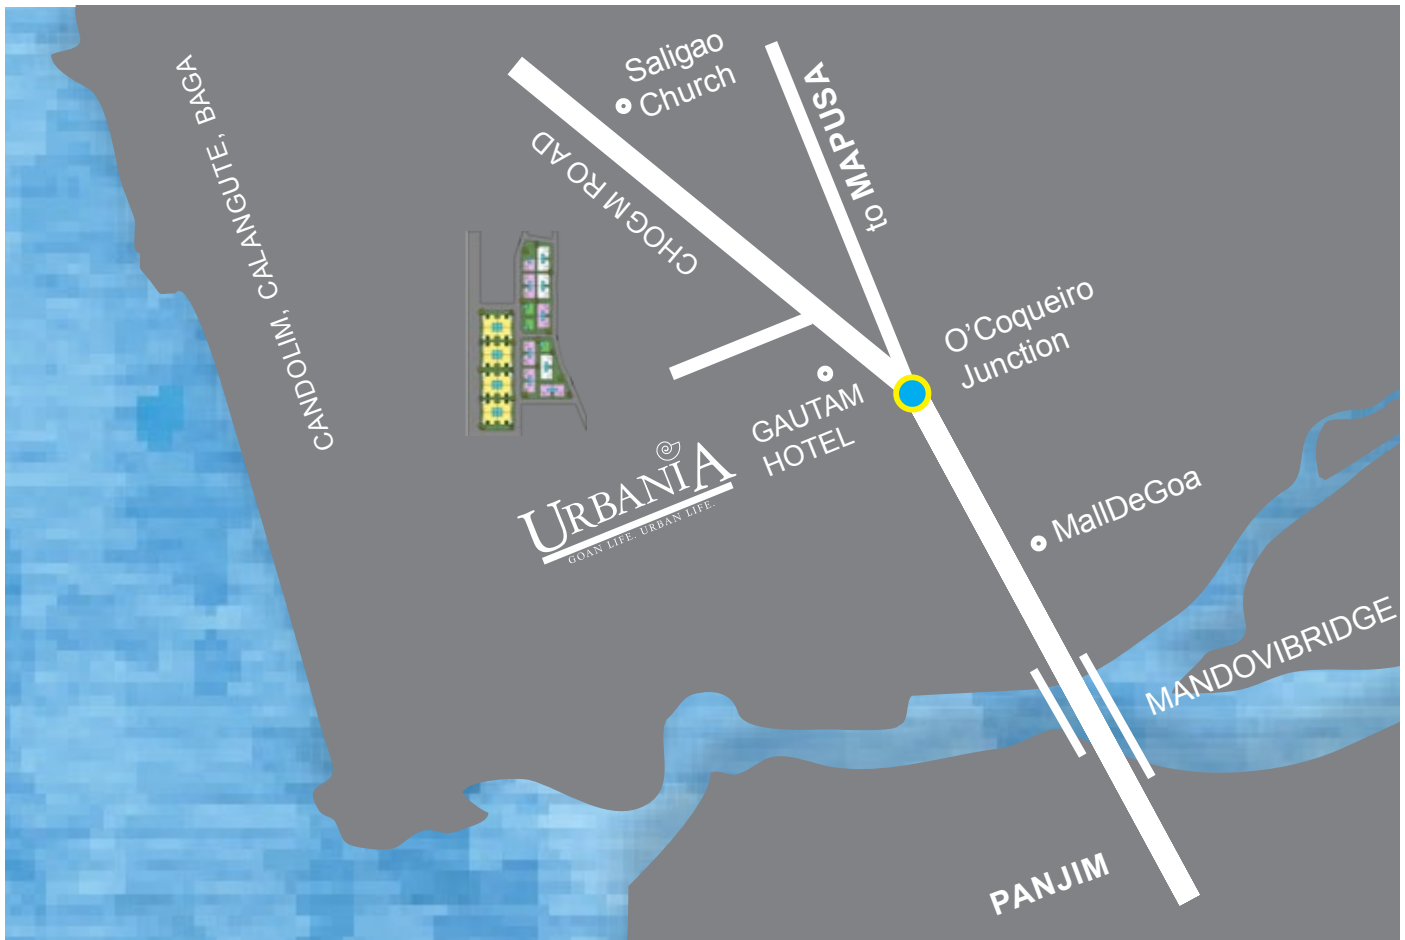 Saligao
Church
to MAPUSA
CANDOLIM, CALANGUTE, BAGA
CHOGM ROAD
O'Coqueiro
Junction
GAUTAM
HOTEL
URBANIA
GOAN LIFE. URBAN LIFE.
MallDeGoa
MANDOVIBRIDGE
PANJIM